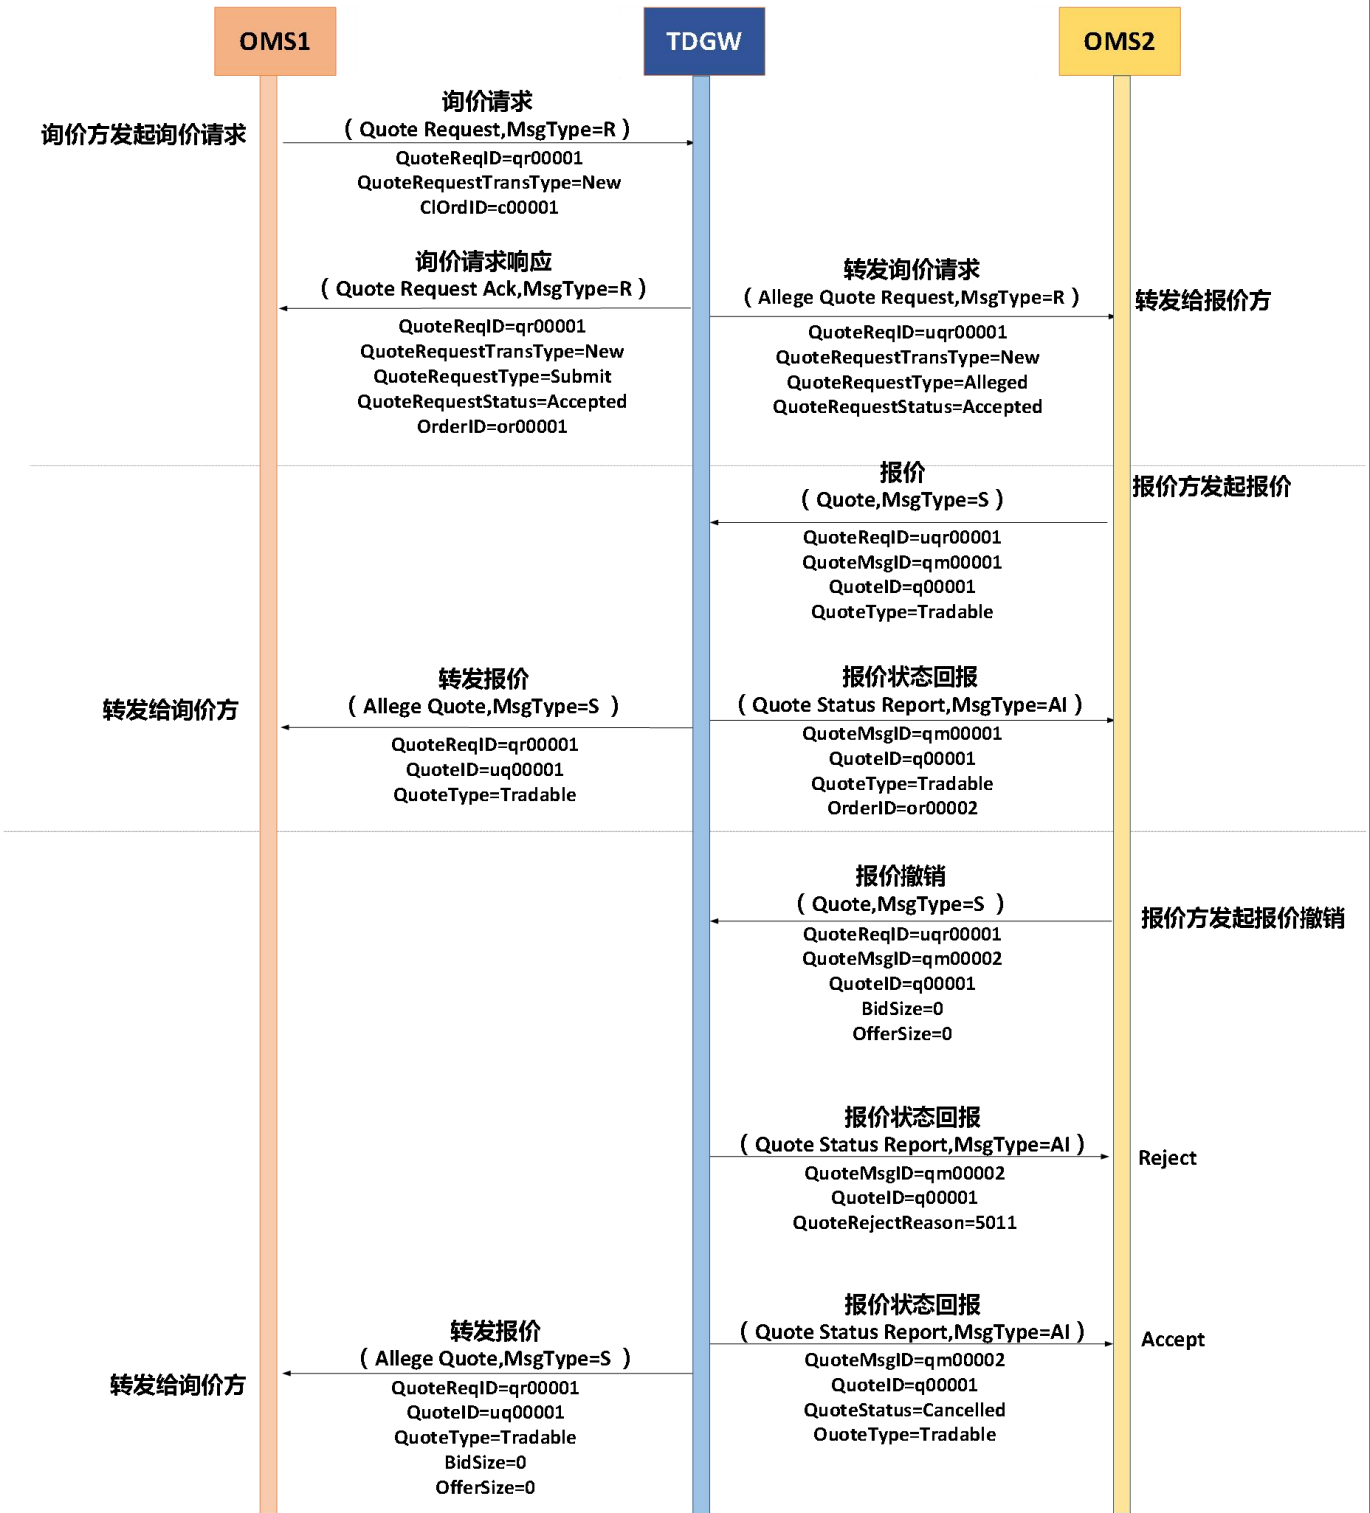 OMS1
TDGW
OMS2
询价请求
( Quote Request,MsgType=R )
询价方发起询价请求
QuoteReqID=qr00001
QuoteRequestTransType=New
ClOrdID=c00001
询价请求响应
( Quote Request Ack,MsgType=R )
QuoteReqID=qr00001
QuoteRequestTransType=New
QuoteRequestType=Submit
QuoteRequestStatus=Accepted
OrderID=or00001
转发询价请求
( Allege Quote Request,MsgType=R )
转发给报价方
QuoteReqID=uqr00001
QuoteRequestTransType=New
QuoteRequestType=Alleged
QuoteRequestStatus=Accepted
报价
( Quote,MsgType=S )
报价方发起报价
QuoteReqID=uqr00001
QuoteMsgID=qm00001
QuoteID=q00001
QuoteType=Tradable
转发报价
( Allege Quote,MsgType=S )
转发给询价方
QuoteReqID=qr00001
QuoteID=uq00001
QuoteType=Tradable
报价状态回报
( Quote Status Report,MsgType=AI )
QuoteMsgID=qm00001
QuoteID=q00001
QuoteType=Tradable
OrderID=or00002
报价撤销
( Quote,MsgType=S )
报价方发起报价撤销
QuoteReqID=uqr00001
QuoteMsgID=qm00002
QuoteID=q00001
BidSize=0
OfferSize=0
报价状态回报
( Quote Status Report,MsgType=AI )
Reject
QuoteMsgID=qm00002
QuoteID=q00001
QuoteRejectReason=5011
报价状态回报
( Quote Status Report,MsgType=AI )
Accept
QuoteMsgID=qm00002
QuoteID=q00001
QuoteStatus=Cancelled
OuoteType=Tradable
转发报价
( Allege Quote,MsgType=S )
转发给询价方
QuoteReqID=qr00001
QuoteID=uq00001
QuoteType=Tradable
BidSize=0
OfferSize=0